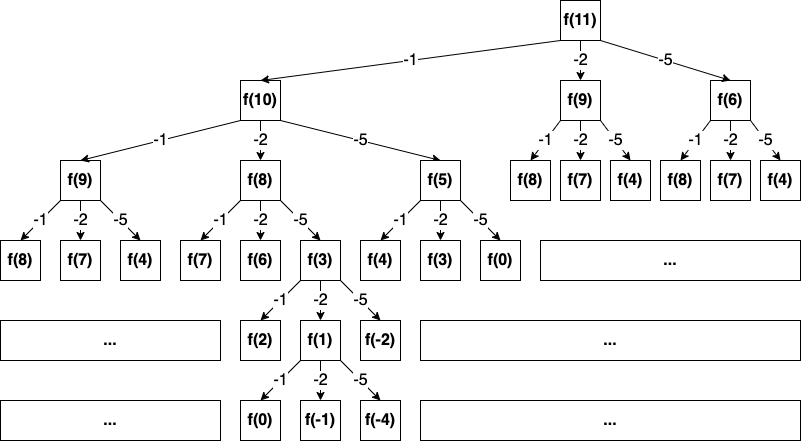 f(11)
-1 -2 -5
f(10) f(9) f(6)
-1 -2 -5 -1 -2 -5 -1 -2 -5
f(9) f(8) f(5) f(8) f(7) f(4) f(8) f(7) f(4)
-1 -2 -5 -1 -2 -5 -1 -2 -5
f(8) f(7) f(4) f(7) f(6) f(3) f(4) f(3) f(0) ...
-1 -2 -5
... f(2) f(1) f(-2) ...
-1 -2 -5
... f(0) f(-1) f(-4) ...